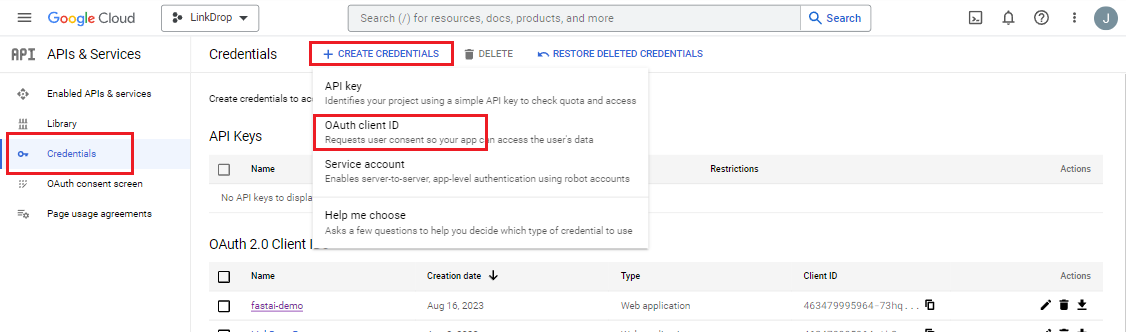 Google Cloud
LinkDrop
Search (/) for resources, docs, products, and more
Search
J
API
APIs & Services
Credentials
CREATE CREDENTIALS
DELETE
RESTORE DELETED CREDENTIALS
Enabled APIs & services
Library
Credentials
OAuth consent screen
Page usage agreements
Create credentials to acc
API key
Identifies your project using a simple API key to check quota and access
OAuth client ID
Requests user consent so your app can access the user's data
Service account
Enables server-to-server, app-level authentication using robot accounts
Help me choose
Asks a few questions to help you decide which type of credential to use
API Keys
Name
Restrictions
Actions
No API keys to displa
OAuth 2.0 Client
Name
Creation date
Type
Client ID
Actions
fastai-demo
Aug 16, 2023
Web application
463479995964-73hq...